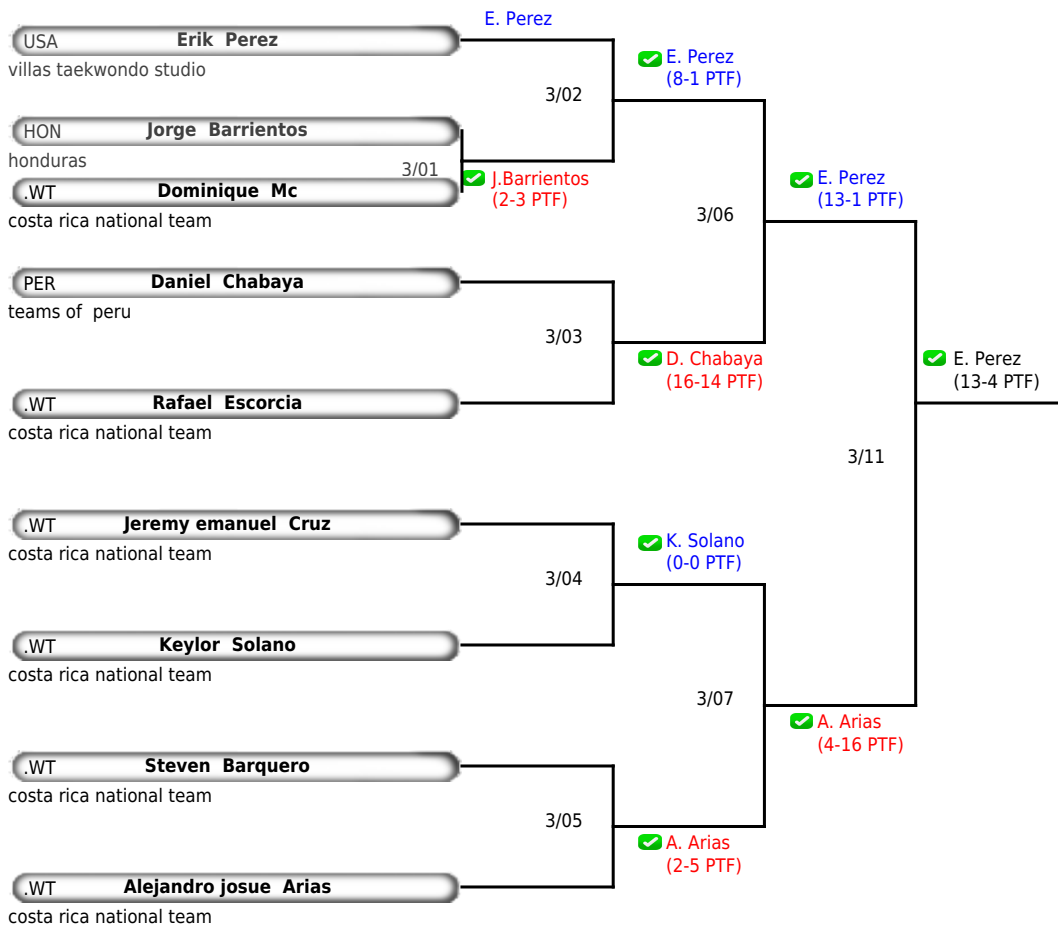 E. Perez
USA Erik Perez
villas taekwondo studio
E. Perez
(8-1 PTF)
3/02
HON Jorge Barrientos
honduras
3/01
J.Barrientos
(2-3 PTF)
.WT Dominique Mc
costa rica national team
E. Perez
(13-1 PTF)
3/06
PER Daniel Chabaya
teams of peru
3/03
D. Chabaya
(16-14 PTF)
E. Perez
(13-4 PTF)
.WT Rafael Escorcia
costa rica national team
3/11
.WT Jeremy emanuel Cruz
costa rica national team
K. Solano
(0-0 PTF)
3/04
.WT Keylor Solano
costa rica national team
3/07
A. Arias
(4-16 PTF)
.WT Steven Barquero
costa rica national team
3/05
A. Arias
(2-5 PTF)
.WT Alejandro josue Arias
costa rica national team